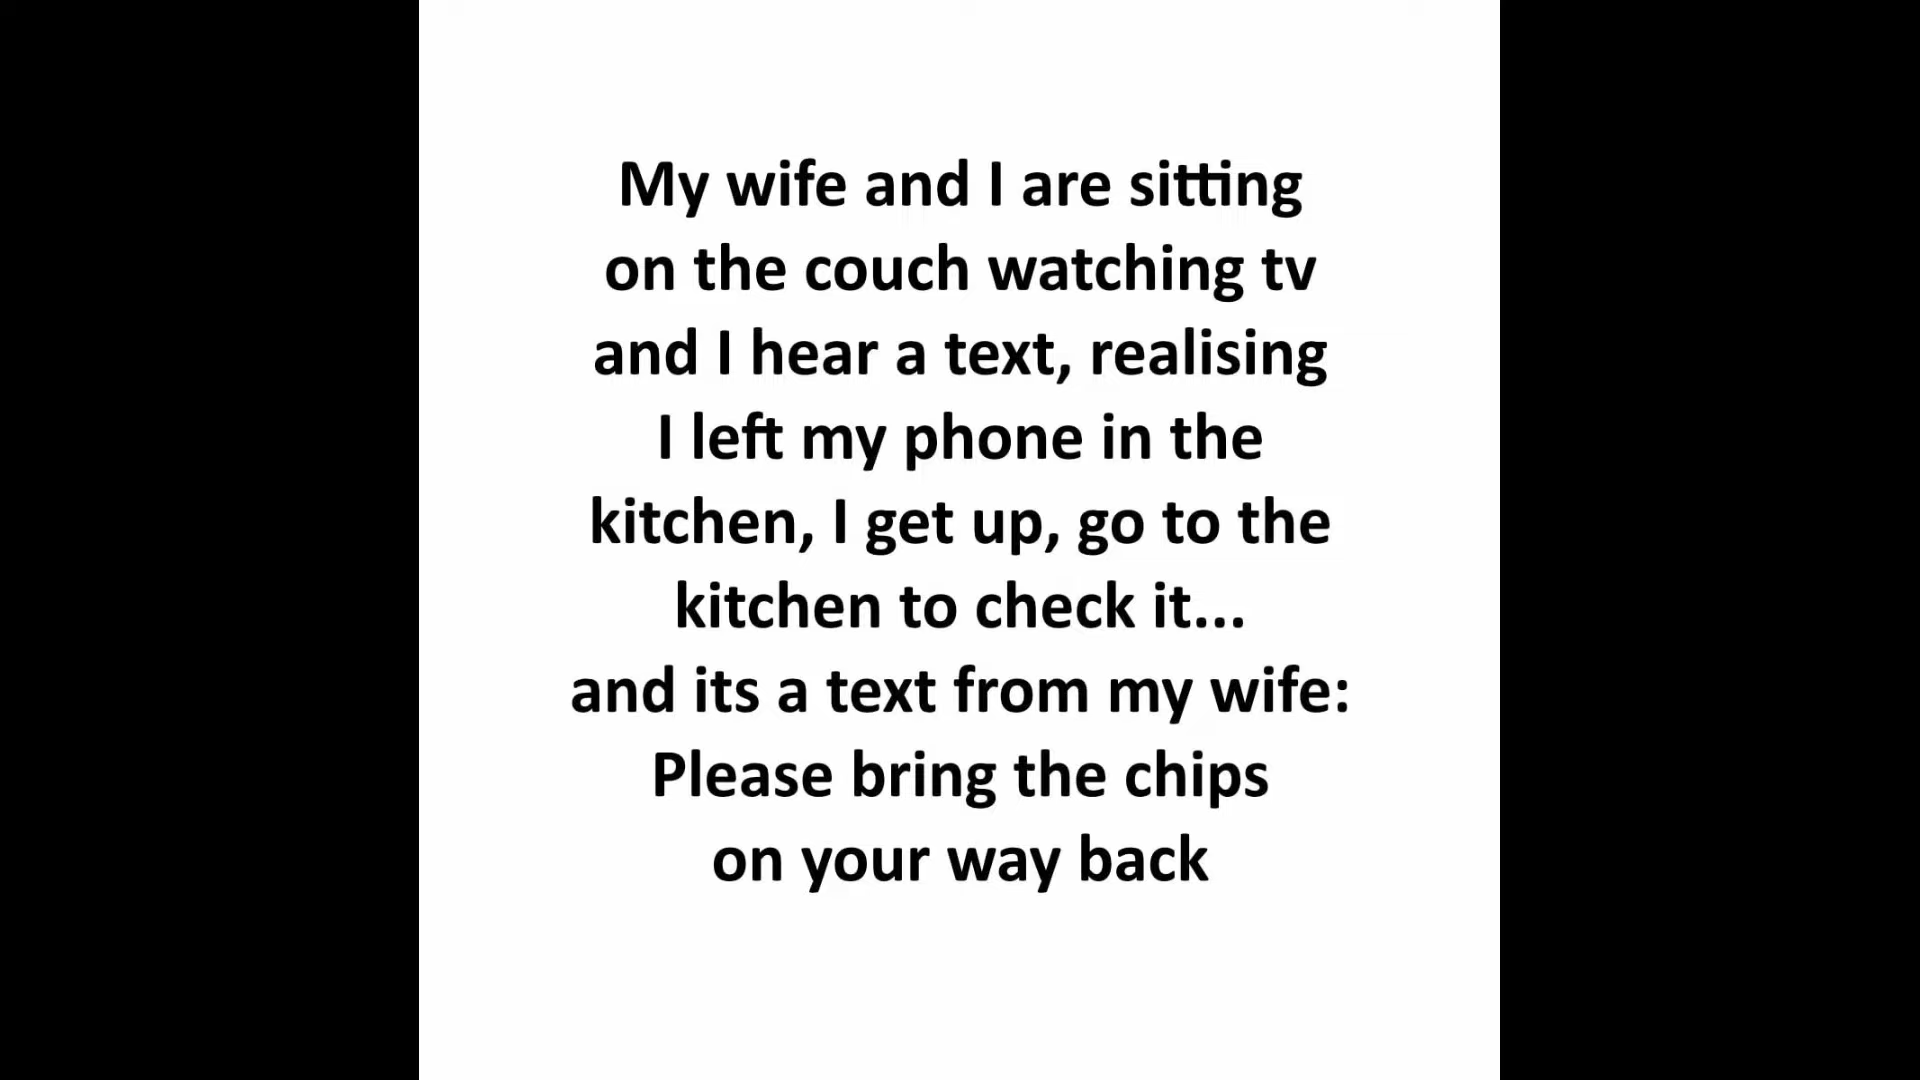 My wife and I are sitting
on the couch watching tv
and I hear a text, realising
I left my phone in the
kitchen, I get up, go to the
kitchen to check it...
and its a text from my wife:
Please bring the chips
on your way back